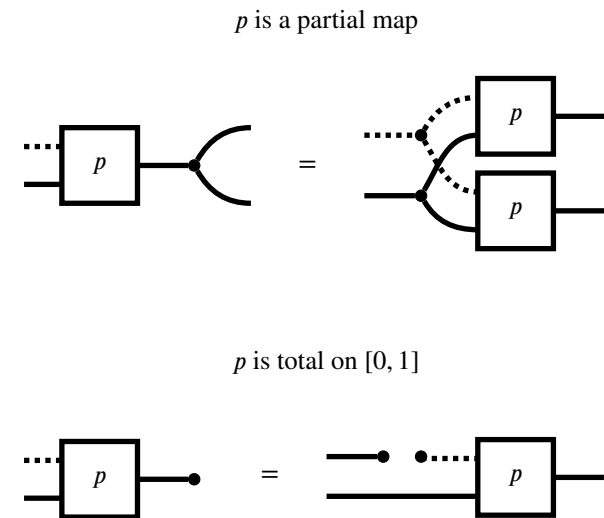 p is a partial map
p
=
p
p
p is total on [0, 1]
p
=
p